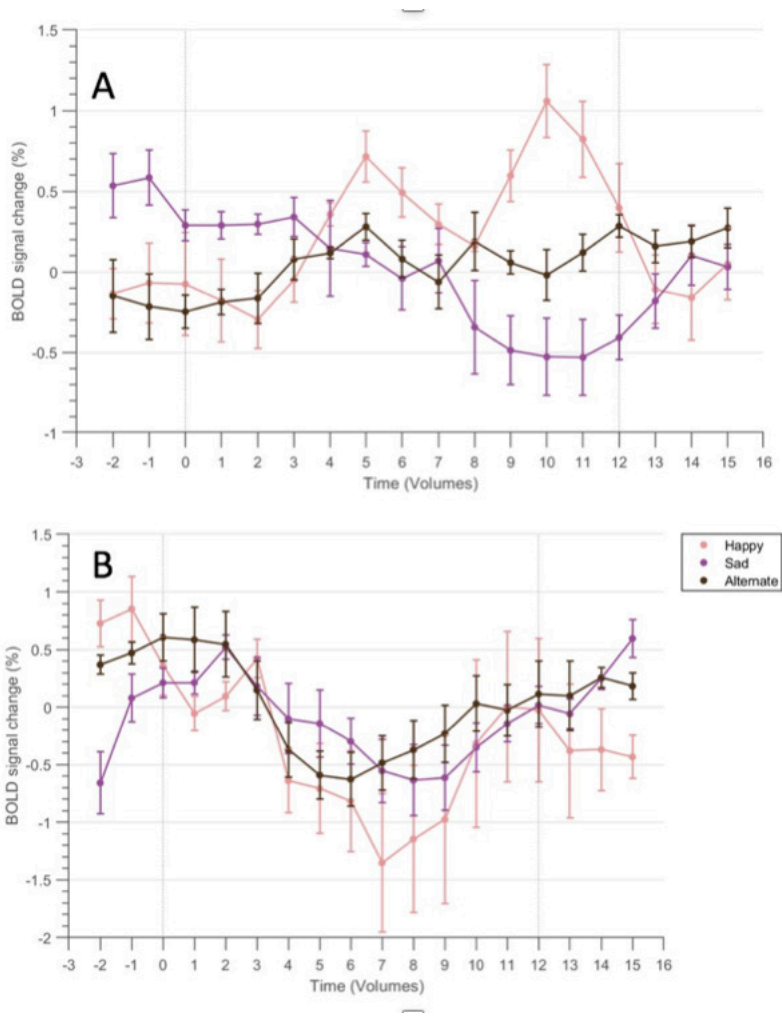 A
BOLD signal change (%)
1.5
1
0.5
0
-0.5
-1
-3 -2 -1 0 1 2 3 4 5 6 7 8 9 10 11 12 13 14 15 16
Time (Volumes)
B
BOLD signal change (%)
1.5
1
0.5
0
-0.5
-1
-1.5
-2
-3 -2 -1 0 1 2 3 4 5 6 7 8 9 10 11 12 13 14 15 16
Time (Volumes)
Happy
Sad
Alternate